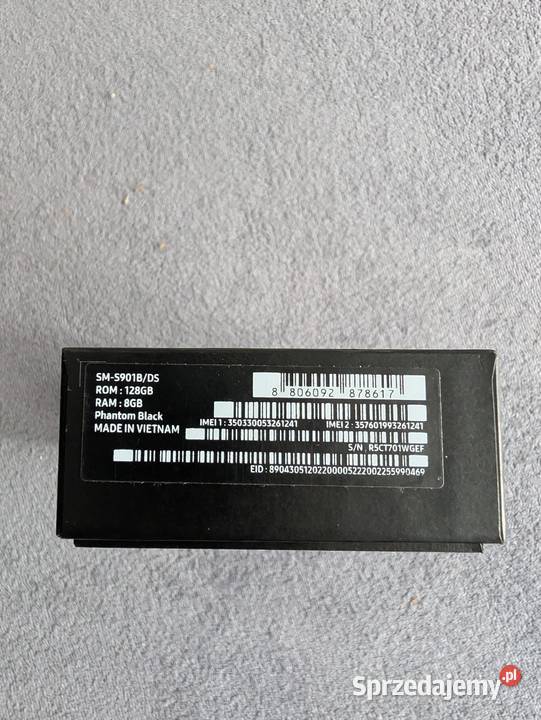 SM-S901B/DS
ROM : 128GB
RAM : 8GB
Phantom Black
MADE IN VIETNAM
8 806092 878617
IMEI 1 : 350330053261241 IMEI 2 : 357601993261241
S/N : R5CT701WGEF
EID : 89043051202200005222002255990469
Sprzedajemy.pl